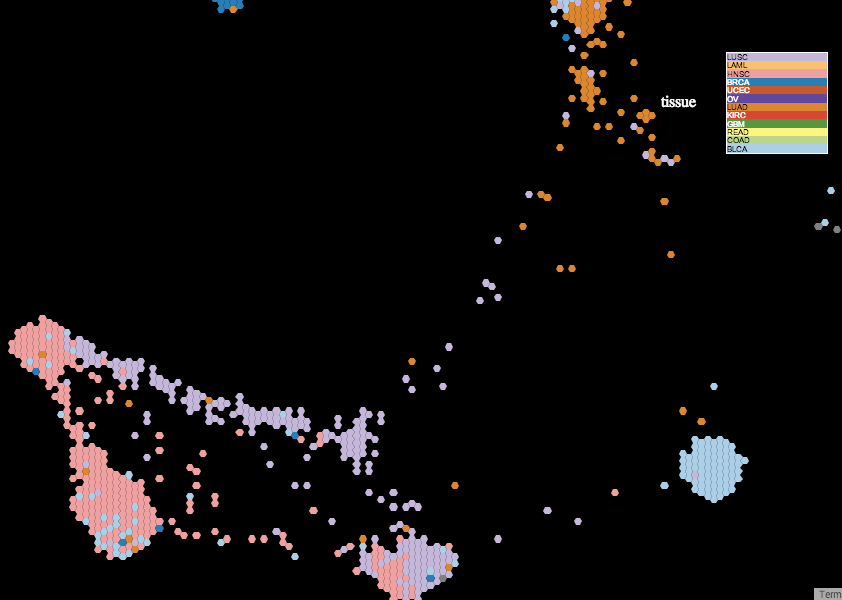 tissue
LUSC
LAML
HNSC
BRCA
UCEC
OV
LUAD
KIRC
GBM
READ
COAD
BLCA
Term